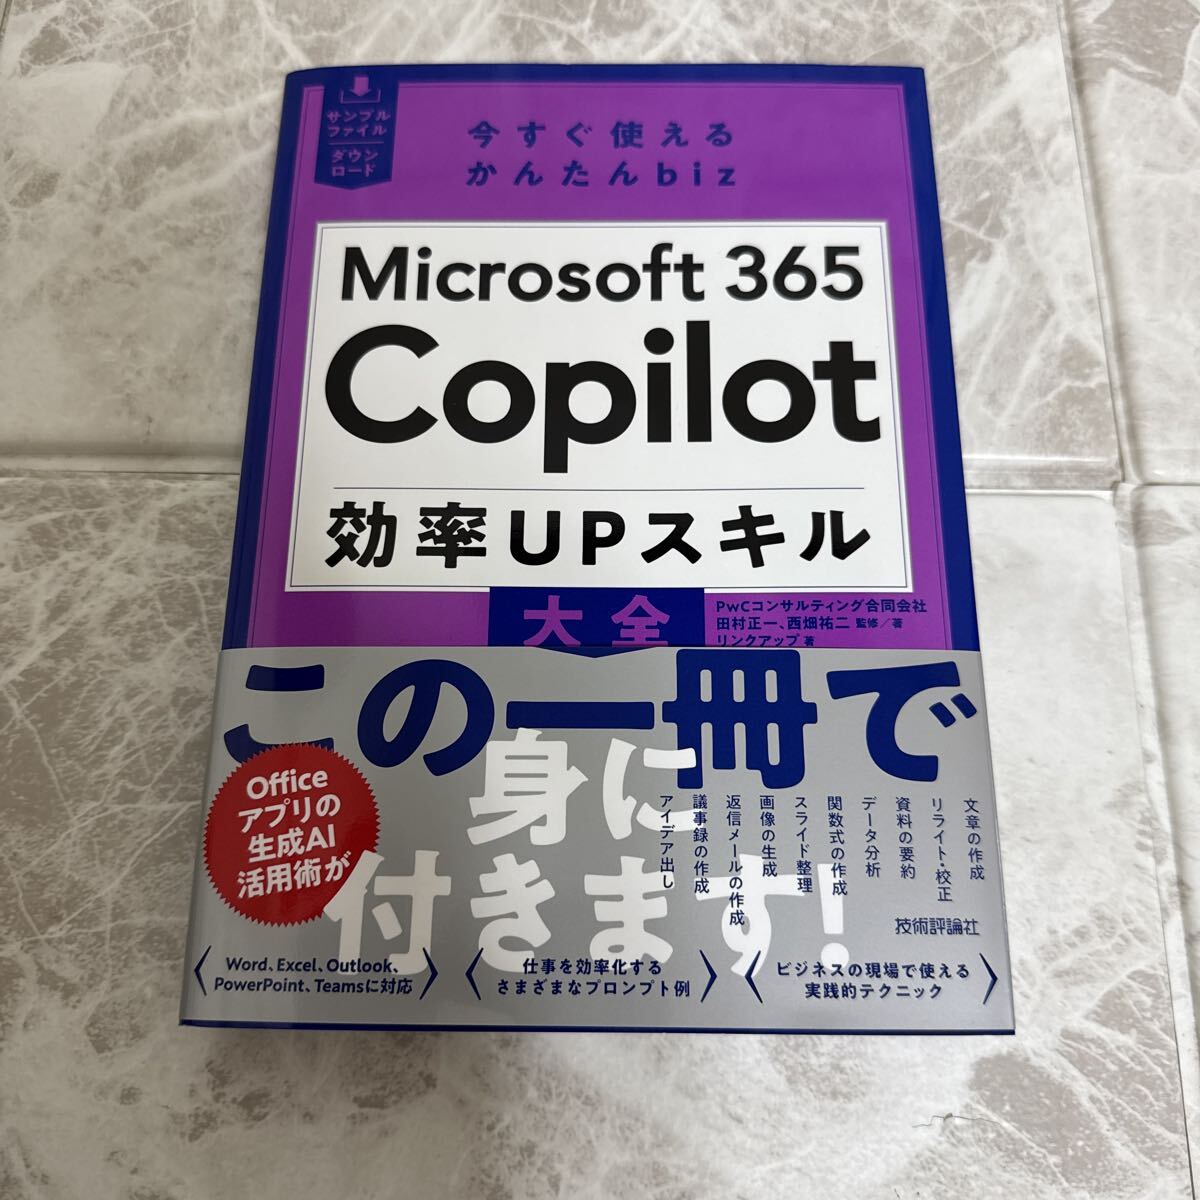 サンプル
ファイル
ダウン
ロード
今すぐ使える
かんたんbiz
Microsoft 365
Copilot
効率UPスキル
大全
PwCコンサルティング合同会社
田村正一、西畑祐二 監修／著
リンクアップ 著
この一冊で
身に
付きます!
Office
アプリの
生成AI
活用術が
文章の作成
リライト・校正
資料の要約
データ分析
関数式の作成
スライド整理
画像の生成
返信メールの作成
議事録の作成
アイデア出し
技術評論社
Word、Excel、Outlook、
PowerPoint、Teamsに対応
仕事を効率化する
さまざまなプロンプト例
ビジネスの現場で使える
実践的テクニック